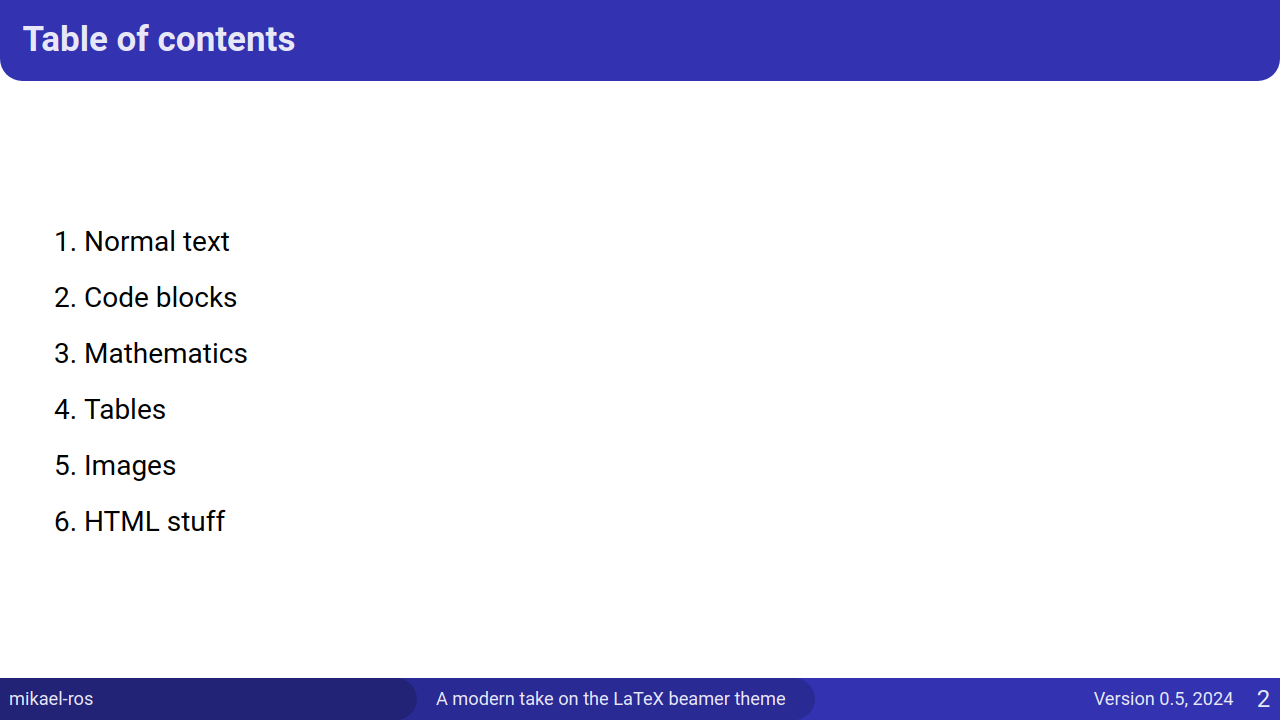 Table of contents
1. Normal text
2. Code blocks
3. Mathematics
4. Tables
5. Images
6. HTML stuff
mikael-ros
A modern take on the LaTeX beamer theme
Version 0.5, 2024
2